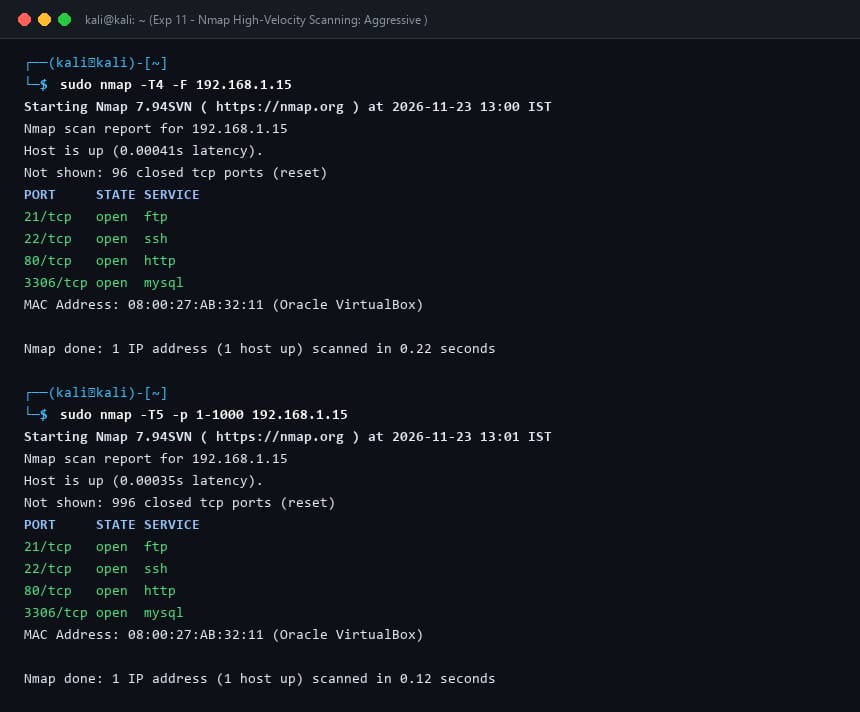 kali@kali: ~ (Exp 11 - Nmap High-Velocity Scanning: Aggressive )
┌──(kali㉿kali)-[~]
└─$ sudo nmap -T4 -F 192.168.1.15
Starting Nmap 7.94SVN ( https://nmap.org ) at 2026-11-23 13:00 IST
Nmap scan report for 192.168.1.15
Host is up (0.00041s latency).
Not shown: 96 closed tcp ports (reset)
PORT     STATE SERVICE
21/tcp   open  ftp
22/tcp   open  ssh
80/tcp   open  http
3306/tcp open  mysql
MAC Address: 08:00:27:AB:32:11 (Oracle VirtualBox)
Nmap done: 1 IP address (1 host up) scanned in 0.22 seconds
┌──(kali㉿kali)-[~]
└─$ sudo nmap -T5 -p 1-1000 192.168.1.15
Starting Nmap 7.94SVN ( https://nmap.org ) at 2026-11-23 13:01 IST
Nmap scan report for 192.168.1.15
Host is up (0.00035s latency).
Not shown: 996 closed tcp ports (reset)
PORT     STATE SERVICE
21/tcp   open  ftp
22/tcp   open  ssh
80/tcp   open  http
3306/tcp open  mysql
MAC Address: 08:00:27:AB:32:11 (Oracle VirtualBox)
Nmap done: 1 IP address (1 host up) scanned in 0.12 seconds